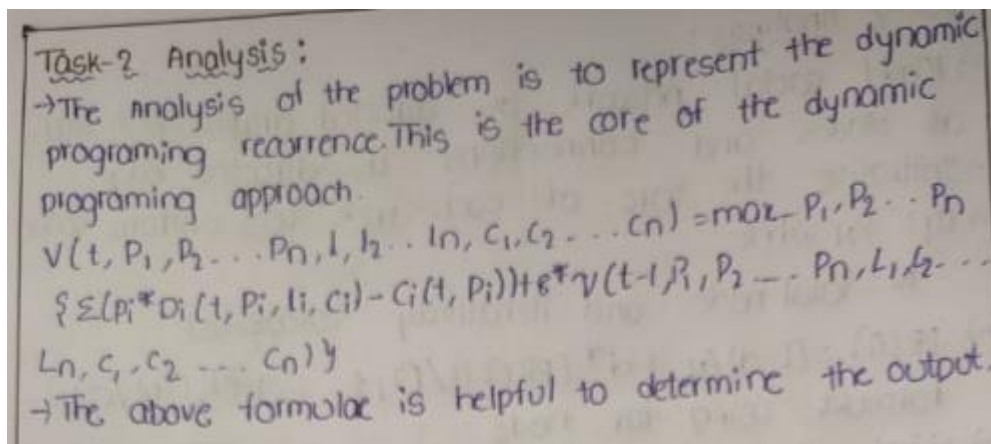 Task-2 Analysis:
→The Analysis of the problem is to represent the dynamic
programing recurrence. This is the core of the dynamic
programing approach.
V(t, P1, P2... Pn, l, l2.. ln, C1, C2.... Cn) = max P1, P2... Pn
{Σ(Pi* Di(t, Pi, li, Ci) - Ci(t, Pi))+8*V(t-1, P1, P2 .... Pn, L1, L2-...
Ln, C1, C2 ... Cn)}
→ The above formulae is helpful to determine the output.